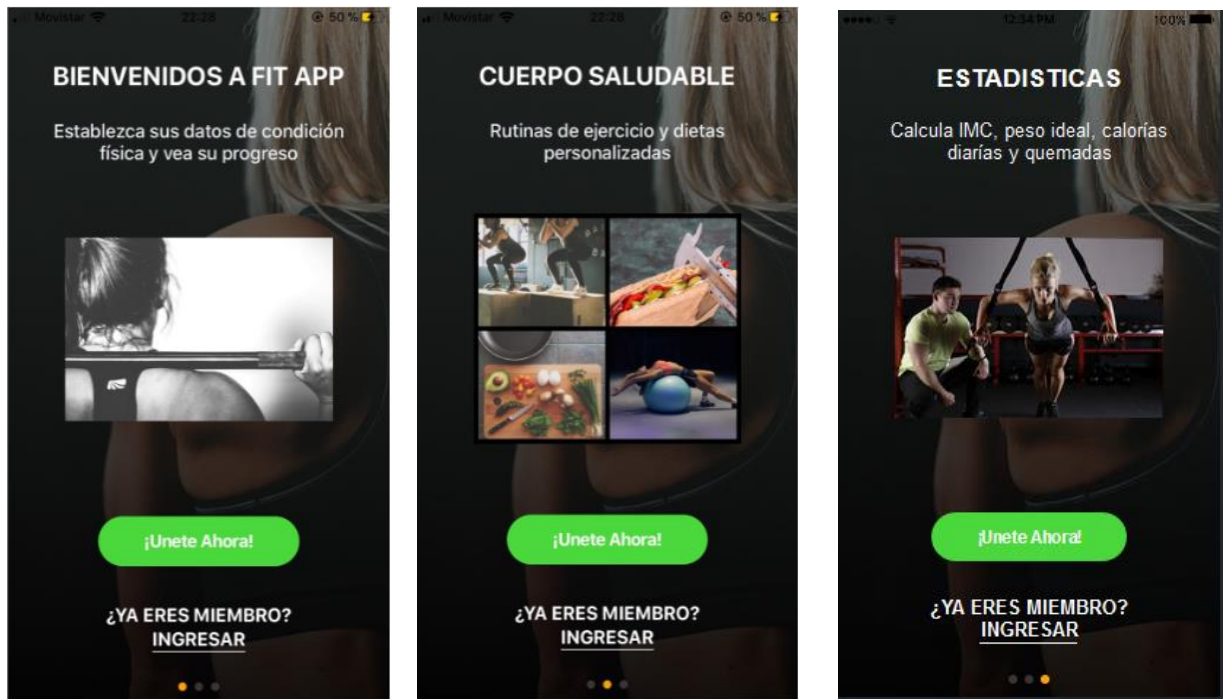 Movistar 22:28 50 %
BIENVENIDOS A FIT APP
Establezca sus datos de condición
física y vea su progreso
¡Unete Ahora!
¿YA ERES MIEMBRO?
INGRESAR
Movistar 22:28 50 %
CUERPO SALUDABLE
Rutinas de ejercicio y dietas
personalizadas
¡Unete Ahora!
¿YA ERES MIEMBRO?
INGRESAR
12:34 PM 100%
ESTADISTICAS
Calcula IMC, peso ideal, calorías
diarías y quemadas
¡Unete Ahora!
¿YA ERES MIEMBRO?
INGRESAR